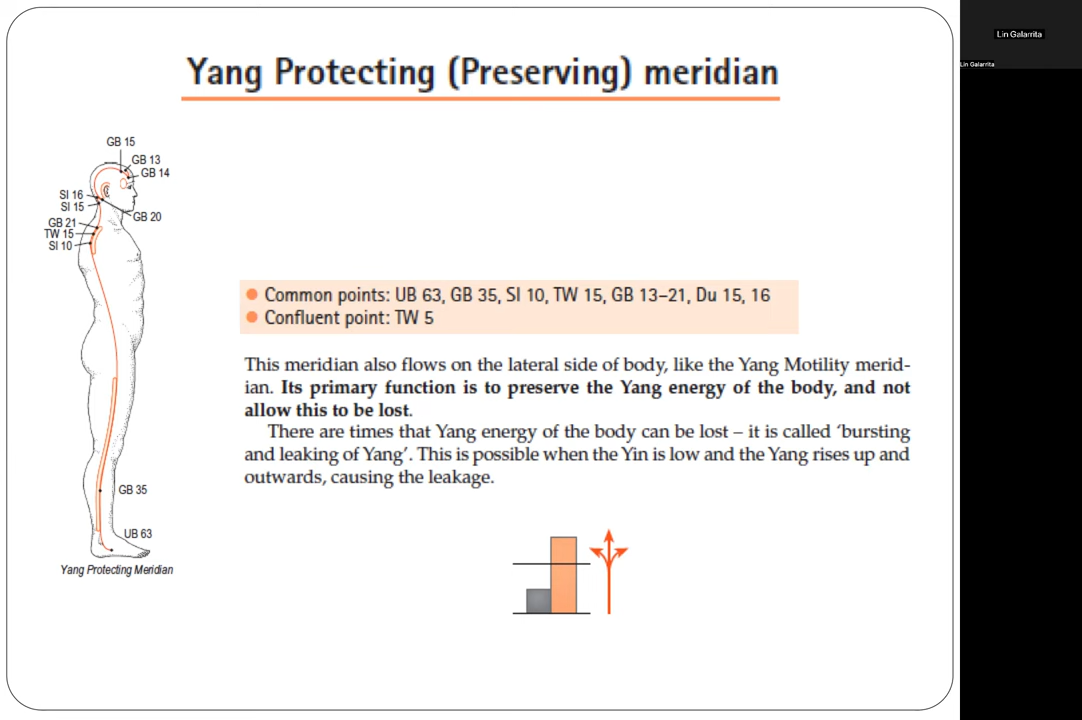 Yang Protecting (Preserving) meridian
GB 15
GB 13
GB 14
SI 16
SI 15
GB 20
GB 21
TW 15
SI 10
GB 35
UB 63
Yang Protecting Meridian
Common points: UB 63, GB 35, SI 10, TW 15, GB 13–21, Du 15, 16
Confluent point: TW 5
This meridian also flows on the lateral side of body, like the Yang Motility merid-
ian. Its primary function is to preserve the Yang energy of the body, and not
allow this to be lost.
There are times that Yang energy of the body can be lost – it is called ‘bursting
and leaking of Yang’. This is possible when the Yin is low and the Yang rises up and
outwards, causing the leakage.
Lin Galarrita
Lin Galarrita